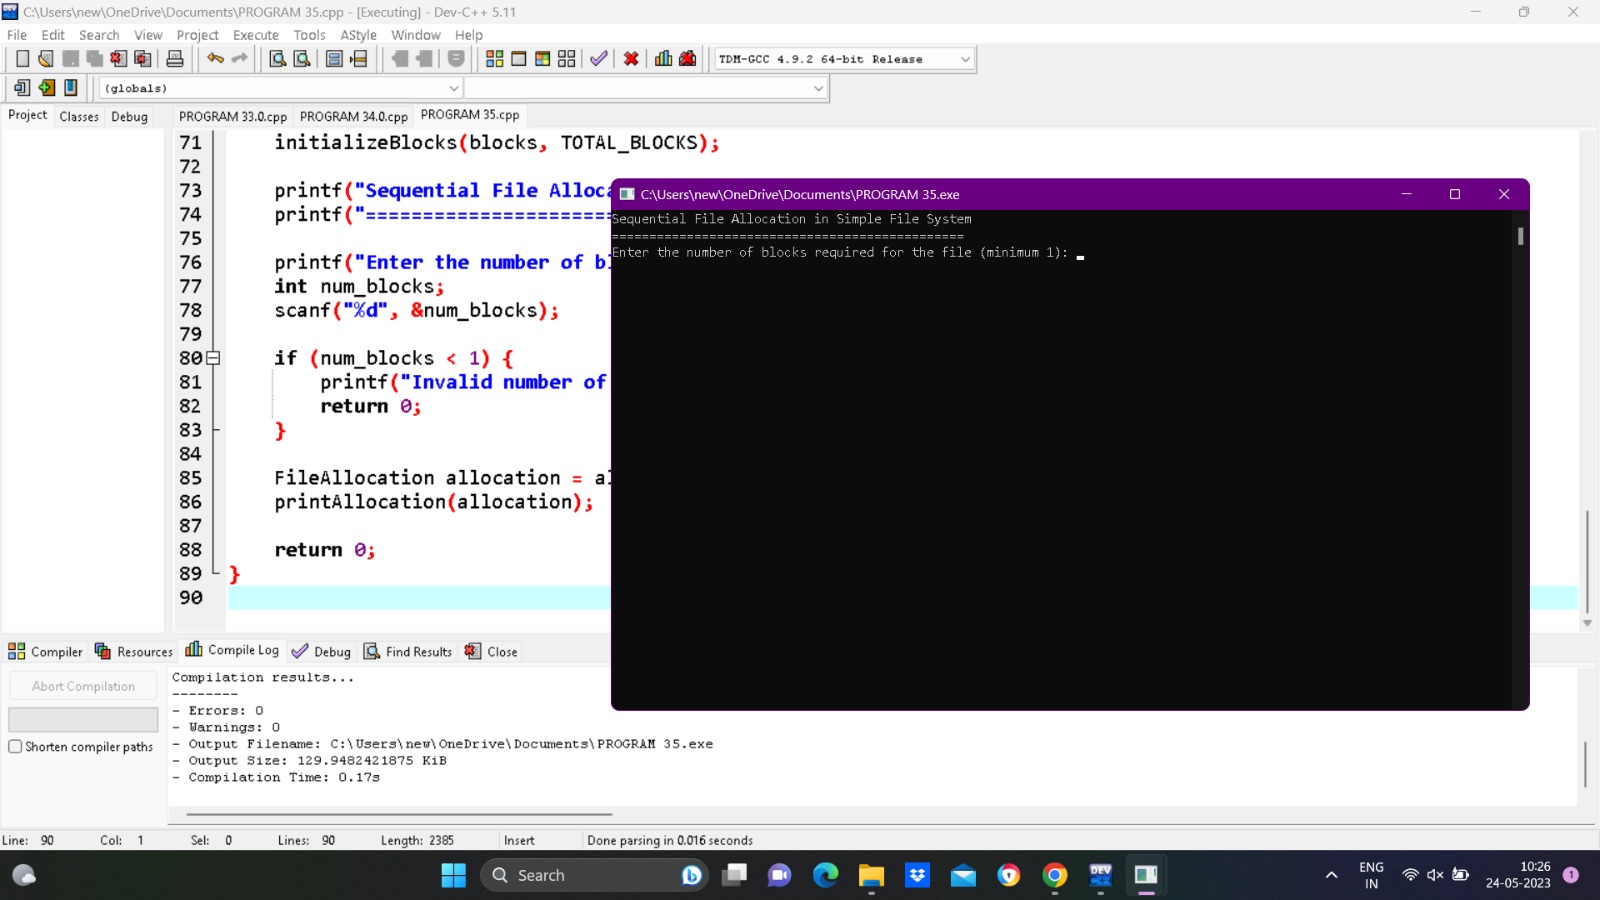 C:\Users\new\OneDrive\Documents\PROGRAM 35.cpp - [Executing] - Dev-C++ 5.11
File Edit Search View Project Execute Tools AStyle Window Help
TDM-GCC 4.9.2 64-bit Release
(globals)
Project Classes Debug PROGRAM 33.0.cpp PROGRAM 34.0.cpp PROGRAM 35.cpp
71 initializeBlocks(blocks, TOTAL_BLOCKS);
72
73 printf("Sequential File Alloca
74 printf("======================
75
76 printf("Enter the number of bl
77 int num_blocks;
78 scanf("%d", &num_blocks);
79
80 if (num_blocks < 1) {
81 printf("Invalid number of
82 return 0;
83 }
84
85 FileAllocation allocation = al
86 printAllocation(allocation);
87
88 return 0;
89 }
90
C:\Users\new\OneDrive\Documents\PROGRAM 35.exe
Sequential File Allocation in Simple File System
===============================================
Enter the number of blocks required for the file (minimum 1):
Compiler Resources Compile Log Debug Find Results Close
Abort Compilation
Shorten compiler paths
Compilation results...
--------
- Errors: 0
- Warnings: 0
- Output Filename: C:\Users\new\OneDrive\Documents\PROGRAM 35.exe
- Output Size: 129.9482421875 KiB
- Compilation Time: 0.17s
Line: 90 Col: 1 Sel: 0 Lines: 90 Length: 2385 Insert Done parsing in 0.016 seconds
Search
DEV
ENG
IN
10:26
24-05-2023
1